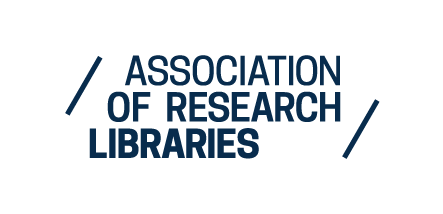 ASSOCIATION
OF RESEARCH
LIBRARIES